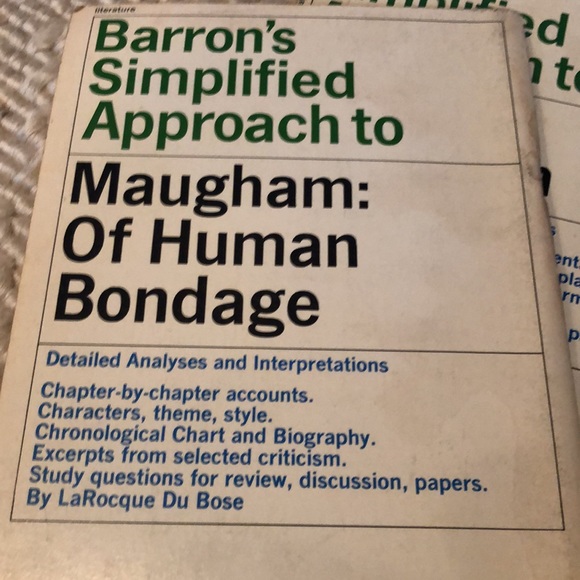 literature
Barron's
Simplified
Approach to
Maugham:
Of Human
Bondage
Detailed Analyses and Interpretations
Chapter-by-chapter accounts.
Characters, theme, style.
Chronological Chart and Biography.
Excerpts from selected criticism.
Study questions for review, discussion, papers.
By LaRocque Du Bose